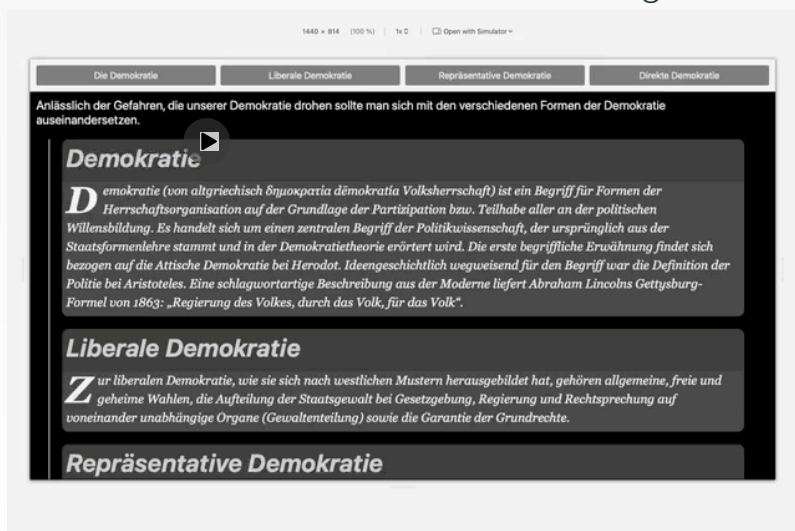 1440 × 814 (100 %) 1x Open with Simulator
Die Demokratie Liberale Demokratie Repräsentative Demokratie Direkte Demokratie
Anlässlich der Gefahren, die unserer Demokratie drohen sollte man sich mit den verschiedenen Formen der Demokratie
auseinandersetzen.
Demokratie
Demokratie (von altgriechisch δημοκρατία dēmokratía Volksherrschaft) ist ein Begriff für Formen der
Herrschaftsorganisation auf der Grundlage der Partizipation bzw. Teilhabe aller an der politischen
Willensbildung. Es handelt sich um einen zentralen Begriff der Politikwissenschaft, der ursprünglich aus der
Staatsformenlehre stammt und in der Demokratietheorie erörtert wird. Die erste begriffliche Erwähnung findet sich
bezogen auf die Attische Demokratie bei Herodot. Ideengeschichtlich wegweisend für den Begriff war die Definition der
Politie bei Aristoteles. Eine schlagwortartige Beschreibung aus der Moderne liefert Abraham Lincolns Gettysburg-
Formel von 1863: „Regierung des Volkes, durch das Volk, für das Volk“.
Liberale Demokratie
Zur liberalen Demokratie, wie sie sich nach westlichen Mustern herausgebildet hat, gehören allgemeine, freie und
geheime Wahlen, die Aufteilung der Staatsgewalt bei Gesetzgebung, Regierung und Rechtsprechung auf
voneinander unabhängige Organe (Gewaltenteilung) sowie die Garantie der Grundrechte.
Repräsentative Demokratie